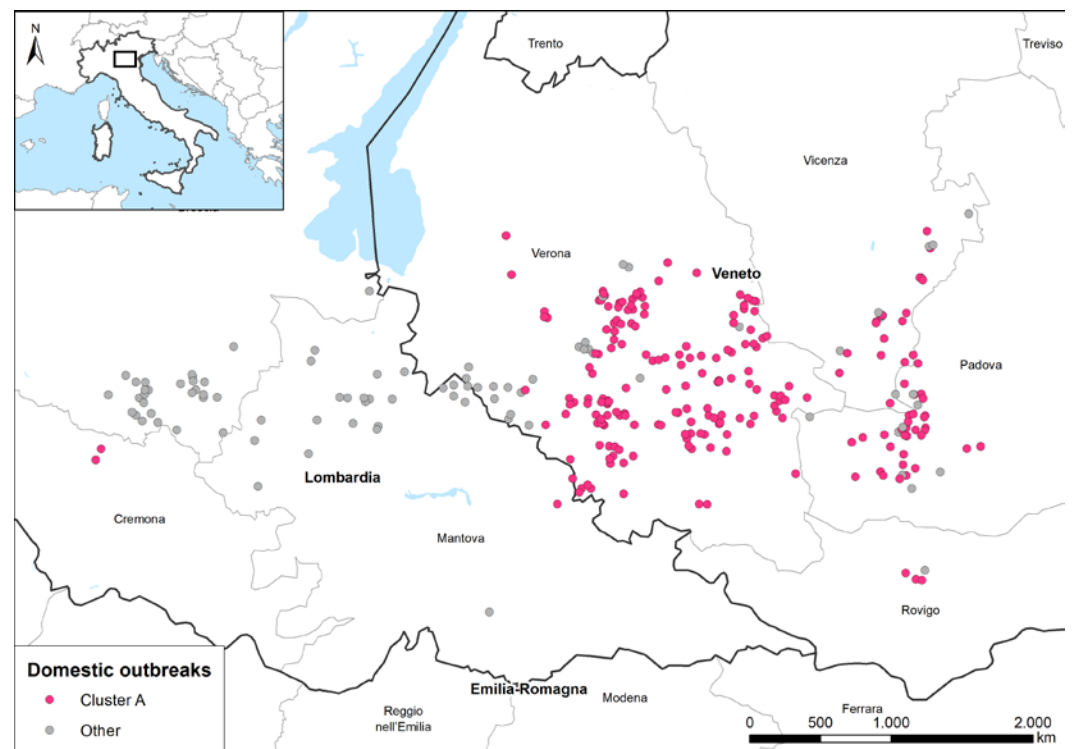 N
Trento
Treviso
Vicenza
Brescia
Verona
Veneto
Padova
Lombardia
Cremona
Mantova
Rovigo
Domestic outbreaks
Cluster A
Other
Emilia-Romagna
Modena
Reggio
nell'Emilia
Ferrara
0 500 1.000 2.000
km